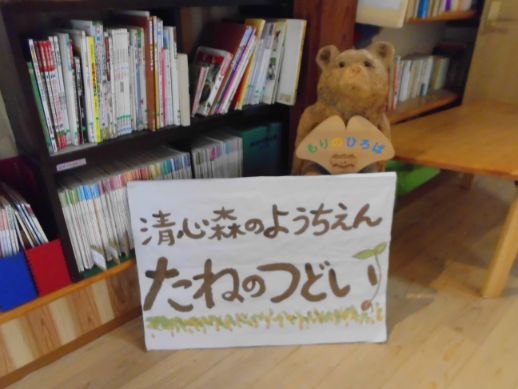 もりのひろば
清心森のようちえん
たねのつどい